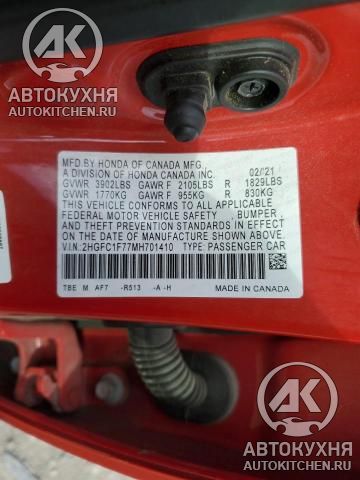 АК
АВТОКУХНЯ
AUTOKITCHEN.RU
MFD.BY HONDA OF CANADA MFG.,
A DIVISION OF HONDA CANADA INC. 02/21
GVWR 3902LBS GAWR F 2105LBS R 1829LBS
GVWR 1770KG GAWR F 955KG R 830KG
THIS VEHICLE CONFORMS TO ALL APPLICABLE
FEDERAL MOTOR VEHICLE SAFETY BUMPER,
AND THEFT PREVENTION STANDARDS IN EFFECT
ON THE DATE OF MANUFACTURE SHOWN ABOVE.
V.I.N: 2HGFC1F77MH701410 TYPE: PASSENGER CAR
TBE M AF7 -R513 -A -H MADE IN CANADA
АК
АВТОКУХНЯ
AUTOKITCHEN.RU